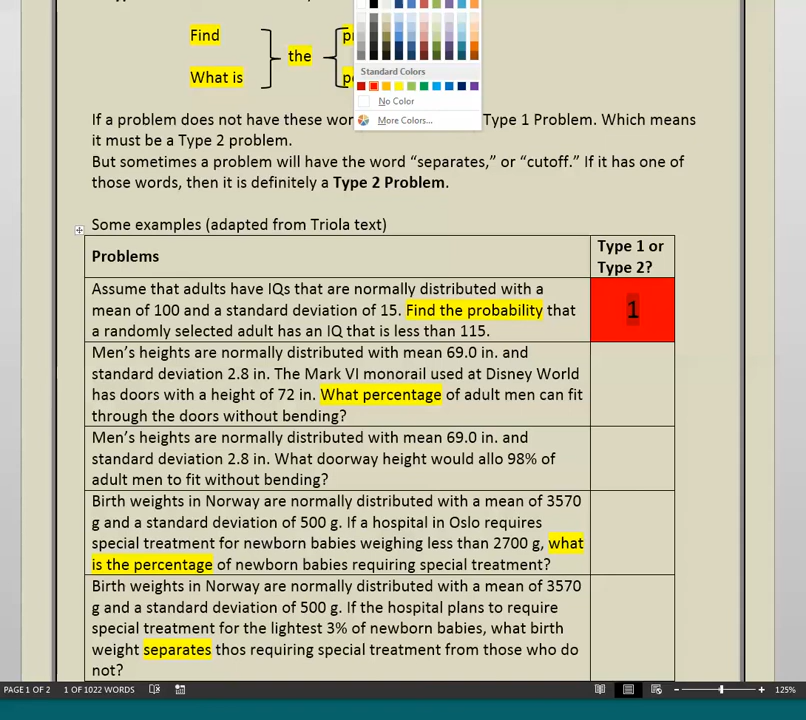 Find
What is
the
Standard Colors
No Color
More Colors...
If a problem does not have these wor Type 1 Problem. Which means
it must be a Type 2 problem.
But sometimes a problem will have the word “separates,” or “cutoff.” If it has one of
those words, then it is definitely a Type 2 Problem.
Some examples (adapted from Triola text)
Problems
Type 1 or
Type 2?
Assume that adults have IQs that are normally distributed with a
mean of 100 and a standard deviation of 15. Find the probability that
a randomly selected adult has an IQ that is less than 115.
1
Men’s heights are normally distributed with mean 69.0 in. and
standard deviation 2.8 in. The Mark VI monorail used at Disney World
has doors with a height of 72 in. What percentage of adult men can fit
through the doors without bending?
Men’s heights are normally distributed with mean 69.0 in. and
standard deviation 2.8 in. What doorway height would allo 98% of
adult men to fit without bending?
Birth weights in Norway are normally distributed with a mean of 3570
g and a standard deviation of 500 g. If a hospital in Oslo requires
special treatment for newborn babies weighing less than 2700 g, what
is the percentage of newborn babies requiring special treatment?
Birth weights in Norway are normally distributed with a mean of 3570
g and a standard deviation of 500 g. If the hospital plans to require
special treatment for the lightest 3% of newborn babies, what birth
weight separates thos requiring special treatment from those who do
not?
PAGE 1 OF 2 1 OF 1022 WORDS 125%